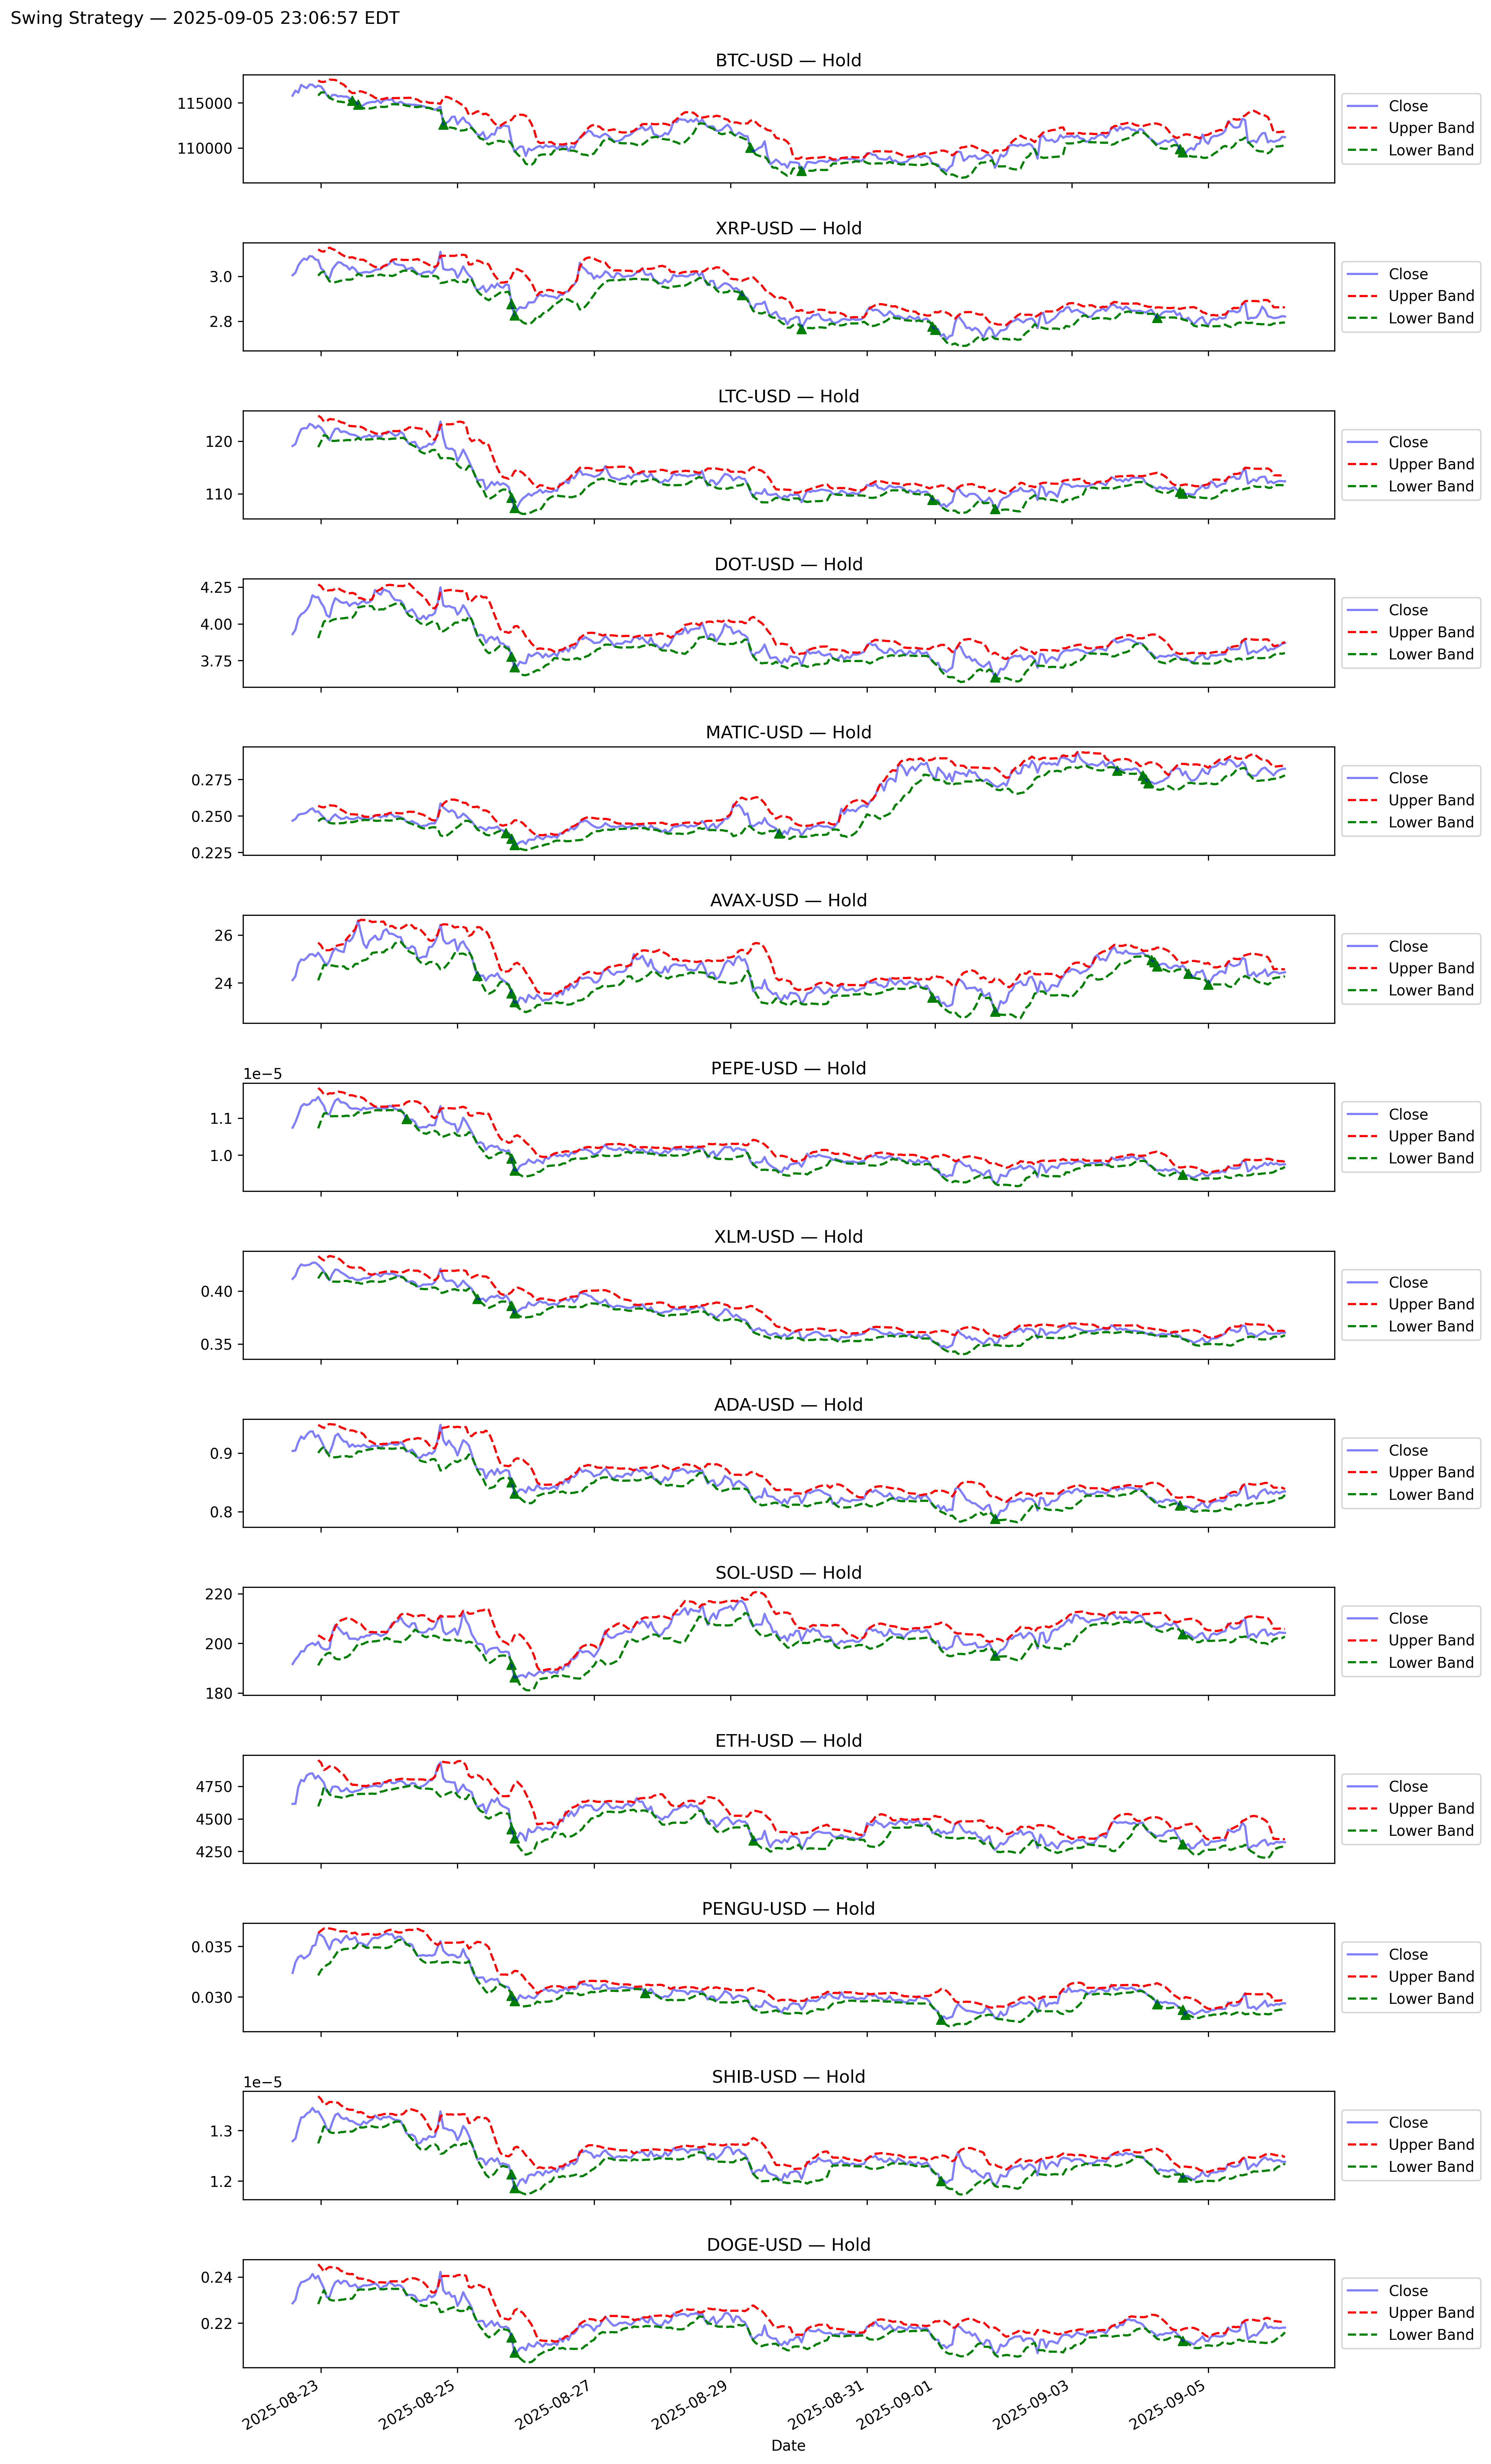 Swing Strategy — 2025-09-05 23:06:57 EDT
BTC-USD — Hold
115000
110000
Close
Upper Band
Lower Band
XRP-USD — Hold
3.0
2.8
Close
Upper Band
Lower Band
LTC-USD — Hold
120
110
Close
Upper Band
Lower Band
DOT-USD — Hold
4.25
4.00
3.75
Close
Upper Band
Lower Band
MATIC-USD — Hold
0.275
0.250
0.225
Close
Upper Band
Lower Band
AVAX-USD — Hold
26
24
Close
Upper Band
Lower Band
PEPE-USD — Hold
1e−5
1.1
1.0
Close
Upper Band
Lower Band
XLM-USD — Hold
0.40
0.35
Close
Upper Band
Lower Band
ADA-USD — Hold
0.9
0.8
Close
Upper Band
Lower Band
SOL-USD — Hold
220
200
180
Close
Upper Band
Lower Band
ETH-USD — Hold
4750
4500
4250
Close
Upper Band
Lower Band
PENGU-USD — Hold
0.035
0.030
Close
Upper Band
Lower Band
SHIB-USD — Hold
1e−5
1.3
1.2
Close
Upper Band
Lower Band
DOGE-USD — Hold
0.24
0.22
Close
Upper Band
Lower Band
2025-08-23
2025-08-25
2025-08-27
2025-08-29
2025-08-31
2025-09-01
2025-09-03
2025-09-05
Date